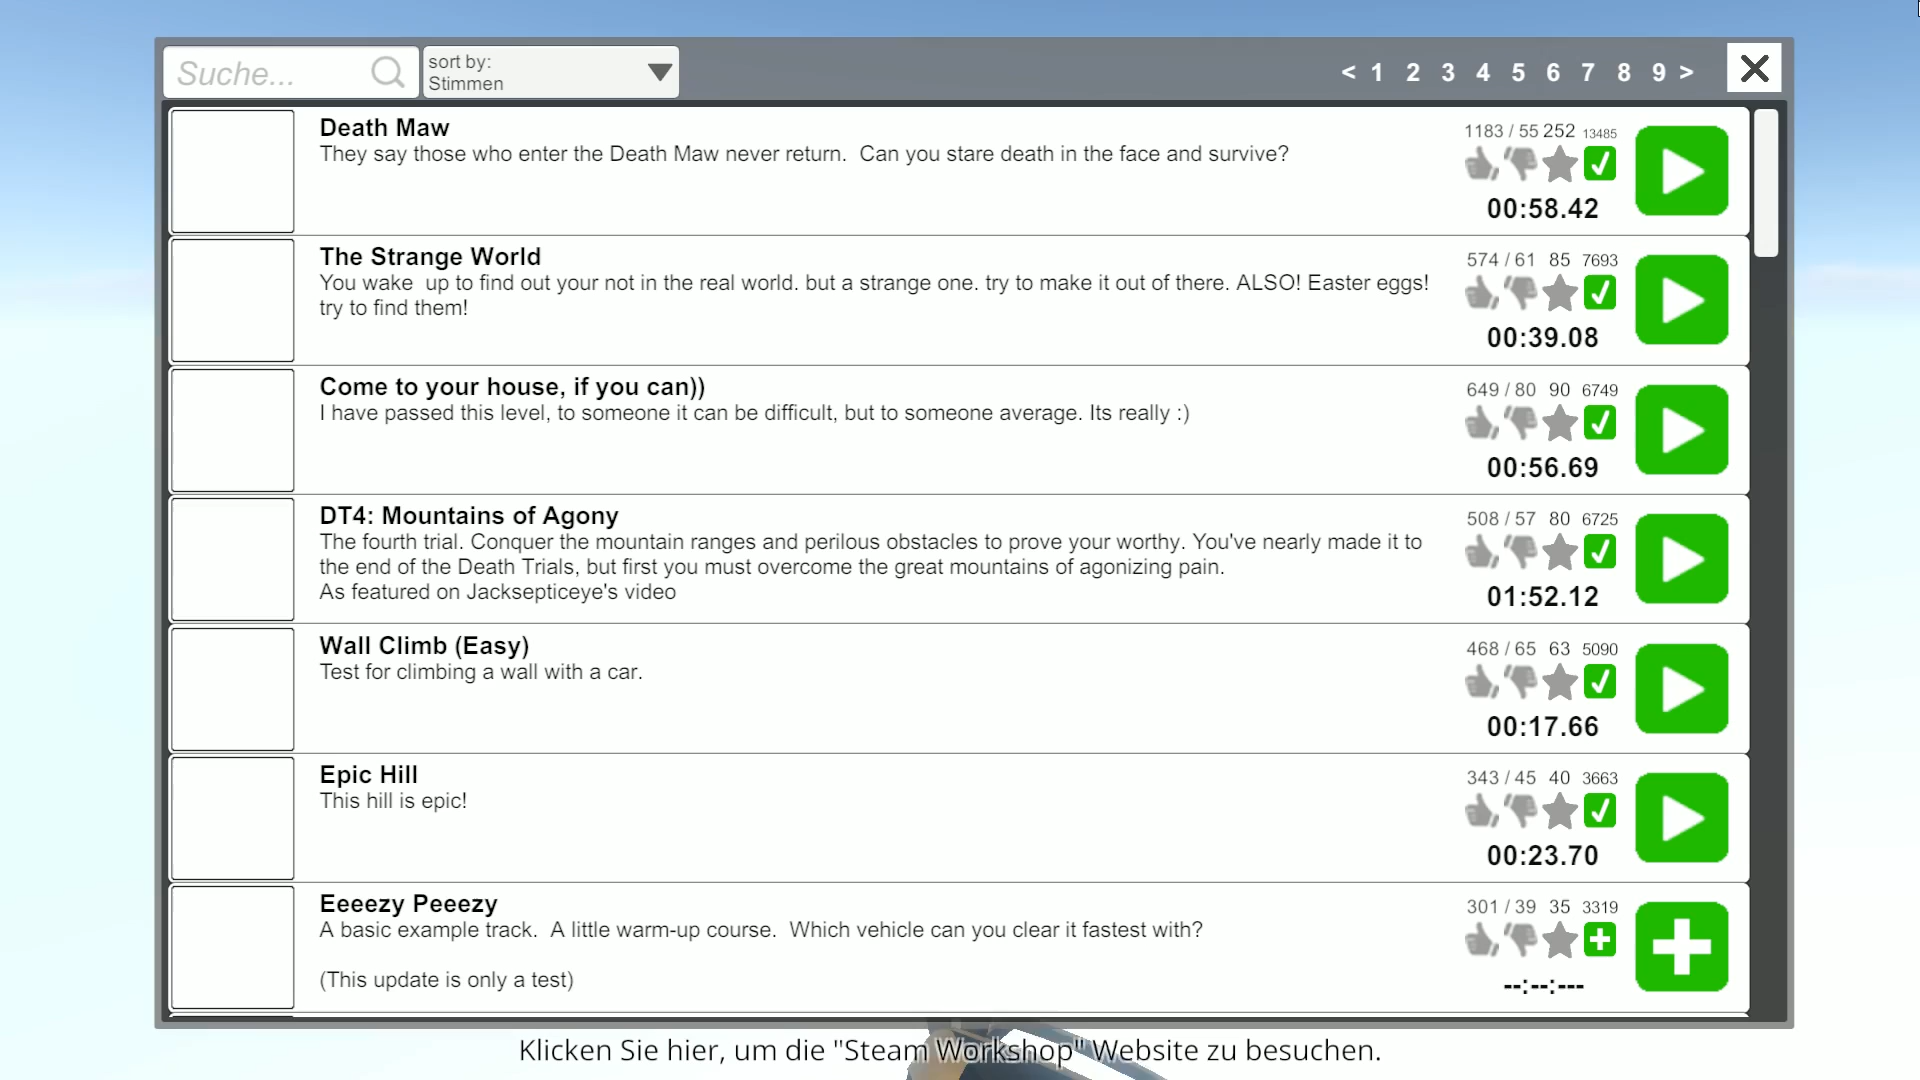 Suche...
sort by:
Stimmen
< 1 2 3 4 5 6 7 8 9 >
Death Maw
They say those who enter the Death Maw never return.  Can you stare death in the face and survive?
1183 / 55 252 13485
00:58.42
The Strange World
You wake  up to find out your not in the real world. but a strange one. try to make it out of there. ALSO! Easter eggs!
try to find them!
574 / 61 85 7693
00:39.08
Come to your house, if you can))
I have passed this level, to someone it can be difficult, but to someone average. Its really :)
649 / 80 90 6749
00:56.69
DT4: Mountains of Agony
The fourth trial. Conquer the mountain ranges and perilous obstacles to prove your worthy. You've nearly made it to
the end of the Death Trials, but first you must overcome the great mountains of agonizing pain.
As featured on Jacksepticeye's video
508 / 57 80 6725
01:52.12
Wall Climb (Easy)
Test for climbing a wall with a car.
468 / 65 63 5090
00:17.66
Epic Hill
This hill is epic!
343 / 45 40 3663
00:23.70
Eeeezy Peeezy
A basic example track.  A little warm-up course.  Which vehicle can you clear it fastest with?
(This update is only a test)
301 / 39 35 3319
--:--:---
Klicken Sie hier, um die "Steam Workshop" Website zu besuchen.